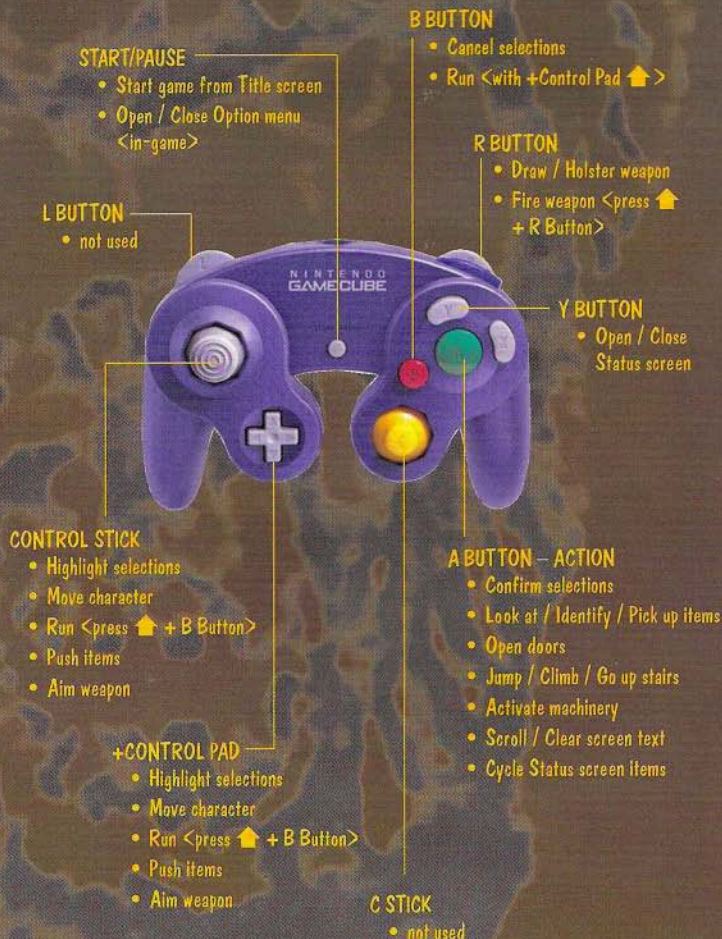 B BUTTON
• Cancel selections
• Run <with +Control Pad ⬆>
START/PAUSE
• Start game from Title screen
• Open / Close Option menu
<in-game>
R BUTTON
• Draw / Holster weapon
• Fire weapon <press ⬆
+ R Button>
L BUTTON
• not used
NINTENDO
GAMECUBE
Y BUTTON
• Open / Close
Status screen
CONTROL STICK
• Highlight selections
• Move character
• Run <press ⬆ + B Button>
• Push items
• Aim weapon
A BUTTON – ACTION
• Confirm selections
• Look at / Identify / Pick up items
• Open doors
• Jump / Climb / Go up stairs
• Activate machinery
• Scroll / Clear screen text
• Cycle Status screen items
+CONTROL PAD
• Highlight selections
• Move character
• Run <press ⬆ + B Button>
• Push items
• Aim weapon
C STICK
• not used